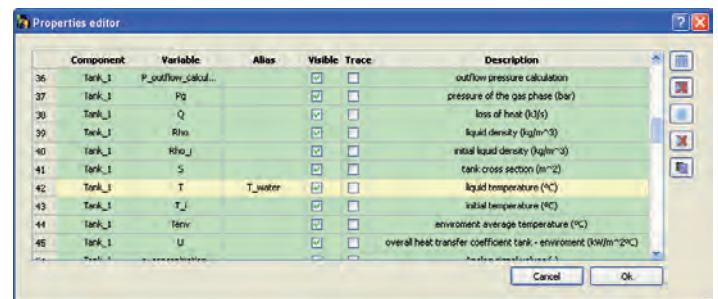 Properties editor
Component Variable Alias Visible Trace Description
36 Tank_1 P_outflow_calcul... outflow pressure calculation
37 Tank_1 Pg pressure of the gas phase (bar)
38 Tank_1 Q loss of heat (kJ/s)
39 Tank_1 Rho liquid density (kg/m^3)
40 Tank_1 Rho_i initial liquid density (kg/m^3)
41 Tank_1 S tank cross section (m^2)
42 Tank_1 T T_water liquid temperature (ºC)
43 Tank_1 T_i initial temperature (ºC)
44 Tank_1 Tenv enviroment average temperature (ºC)
45 Tank_1 U overall heat transfer coefficient tank - enviroment (kW/m^2ºC)
Cancel Ok